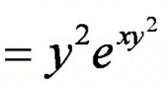 = y²e^{xy²}